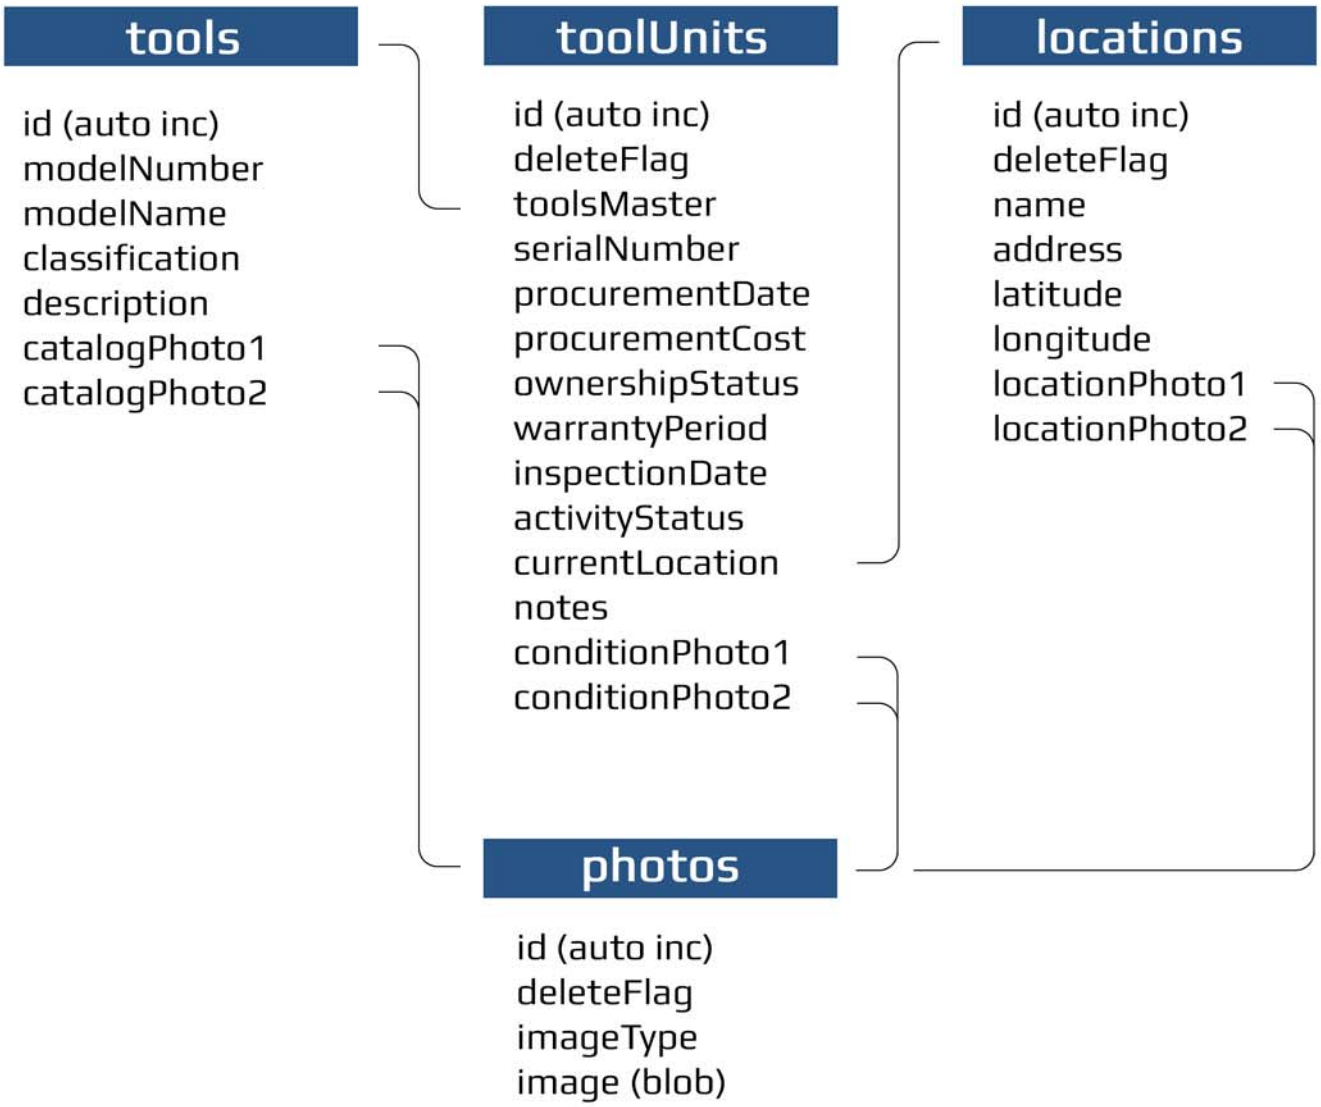 tools
id (auto inc)
modelNumber
modelName
classification
description
catalogPhoto1
catalogPhoto2
toolUnits
id (auto inc)
deleteFlag
toolsMaster
serialNumber
procurementDate
procurementCost
ownershipStatus
warrantyPeriod
inspectionDate
activityStatus
currentLocation
notes
conditionPhoto1
conditionPhoto2
locations
id (auto inc)
deleteFlag
name
address
latitude
longitude
locationPhoto1
locationPhoto2
photos
id (auto inc)
deleteFlag
imageType
image (blob)